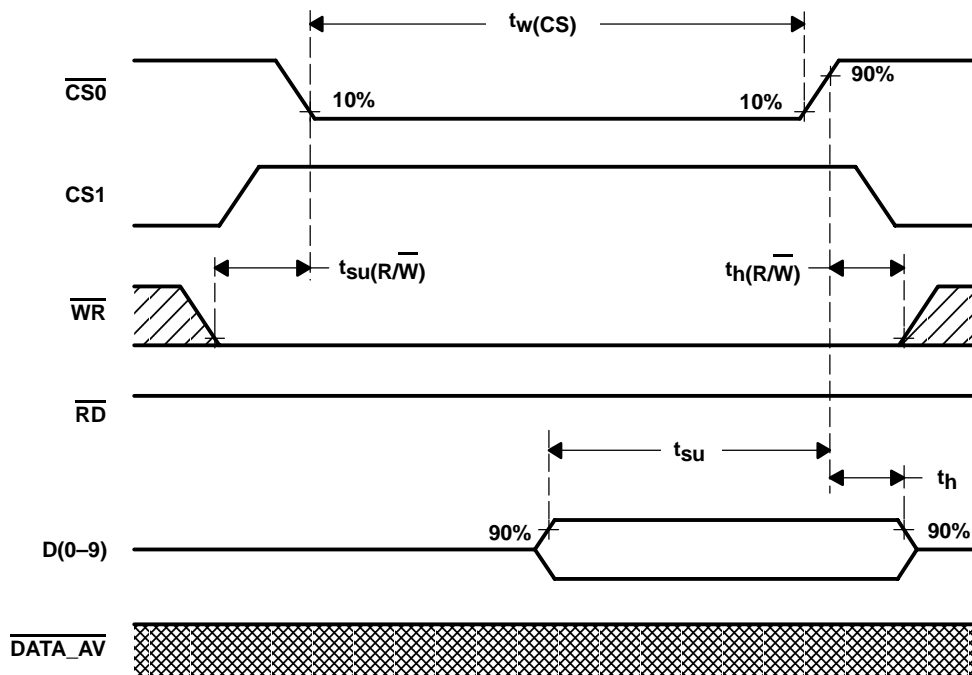 tw(CS)
CS0
10%
10%
90%
CS1
tsu(R/W)
th(R/W)
WR
RD
tsu
th
90%
90%
D(0–9)
DATA_AV